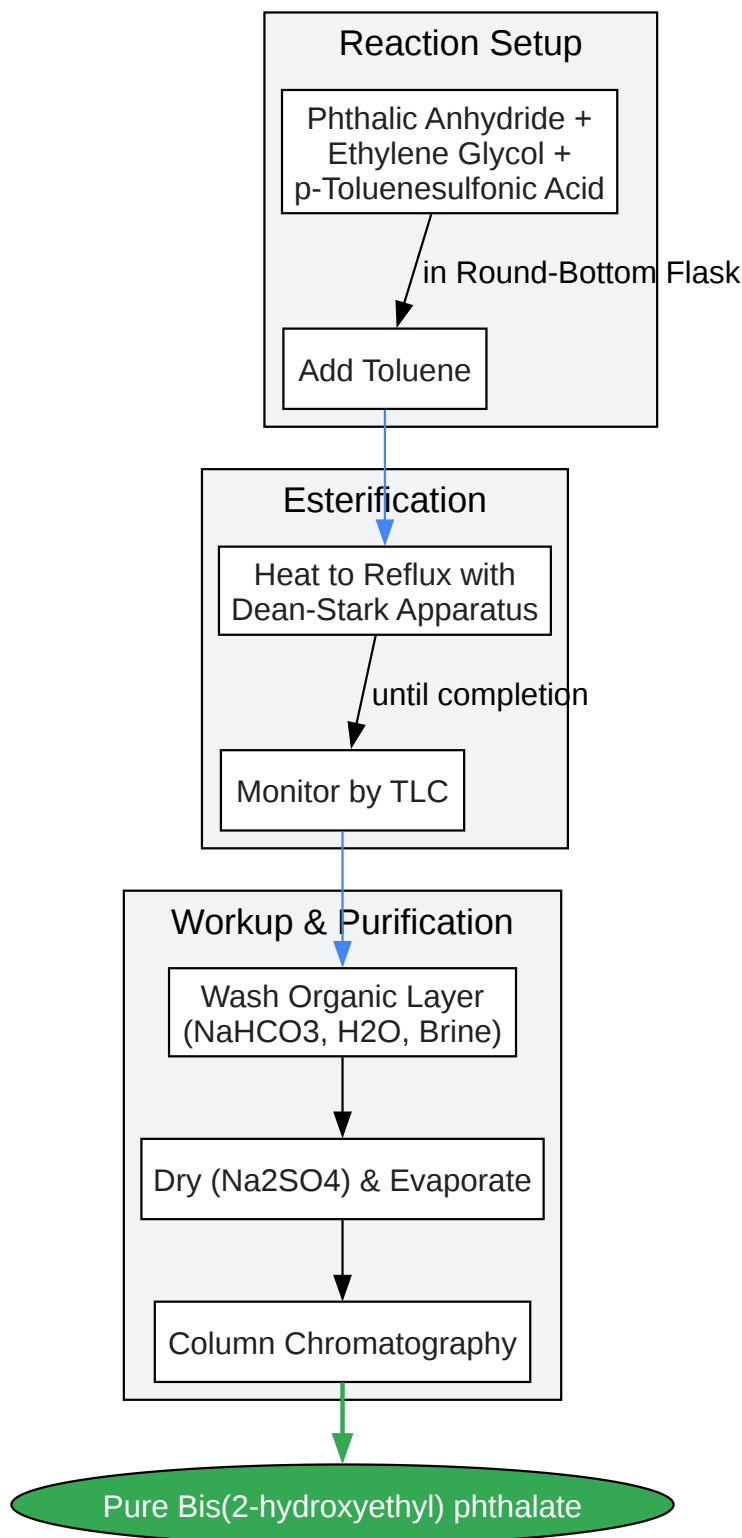 Reaction Setup
Phthalic Anhydride +
Ethylene Glycol +
p-Toluenesulfonic Acid
in Round-Bottom Flask
Add Toluene
Esterification
Heat to Reflux with
Dean-Stark Apparatus
until completion
Monitor by TLC
Workup & Purification
Wash Organic Layer
(NaHCO3, H2O, Brine)
Dry (Na2SO4) & Evaporate
Column Chromatography
Pure Bis(2-hydroxyethyl) phthalate